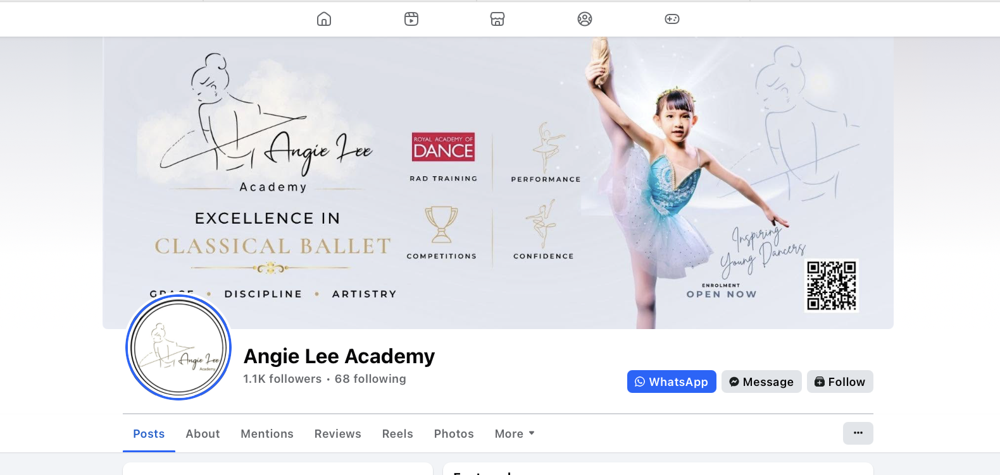 Angie Lee
Academy
EXCELLENCE IN
CLASSICAL BALLET
GRACE • DISCIPLINE • ARTISTRY
ROYAL ACADEMY OF
DANCE
RAD TRAINING
PERFORMANCE
COMPETITIONS
CONFIDENCE
Inspiring
Young Dancers
ENROLMENT
OPEN NOW
Angie Lee
Academy
Angie Lee Academy
1.1K followers • 68 following
WhatsApp
Message
Follow
Posts
About
Mentions
Reviews
Reels
Photos
More